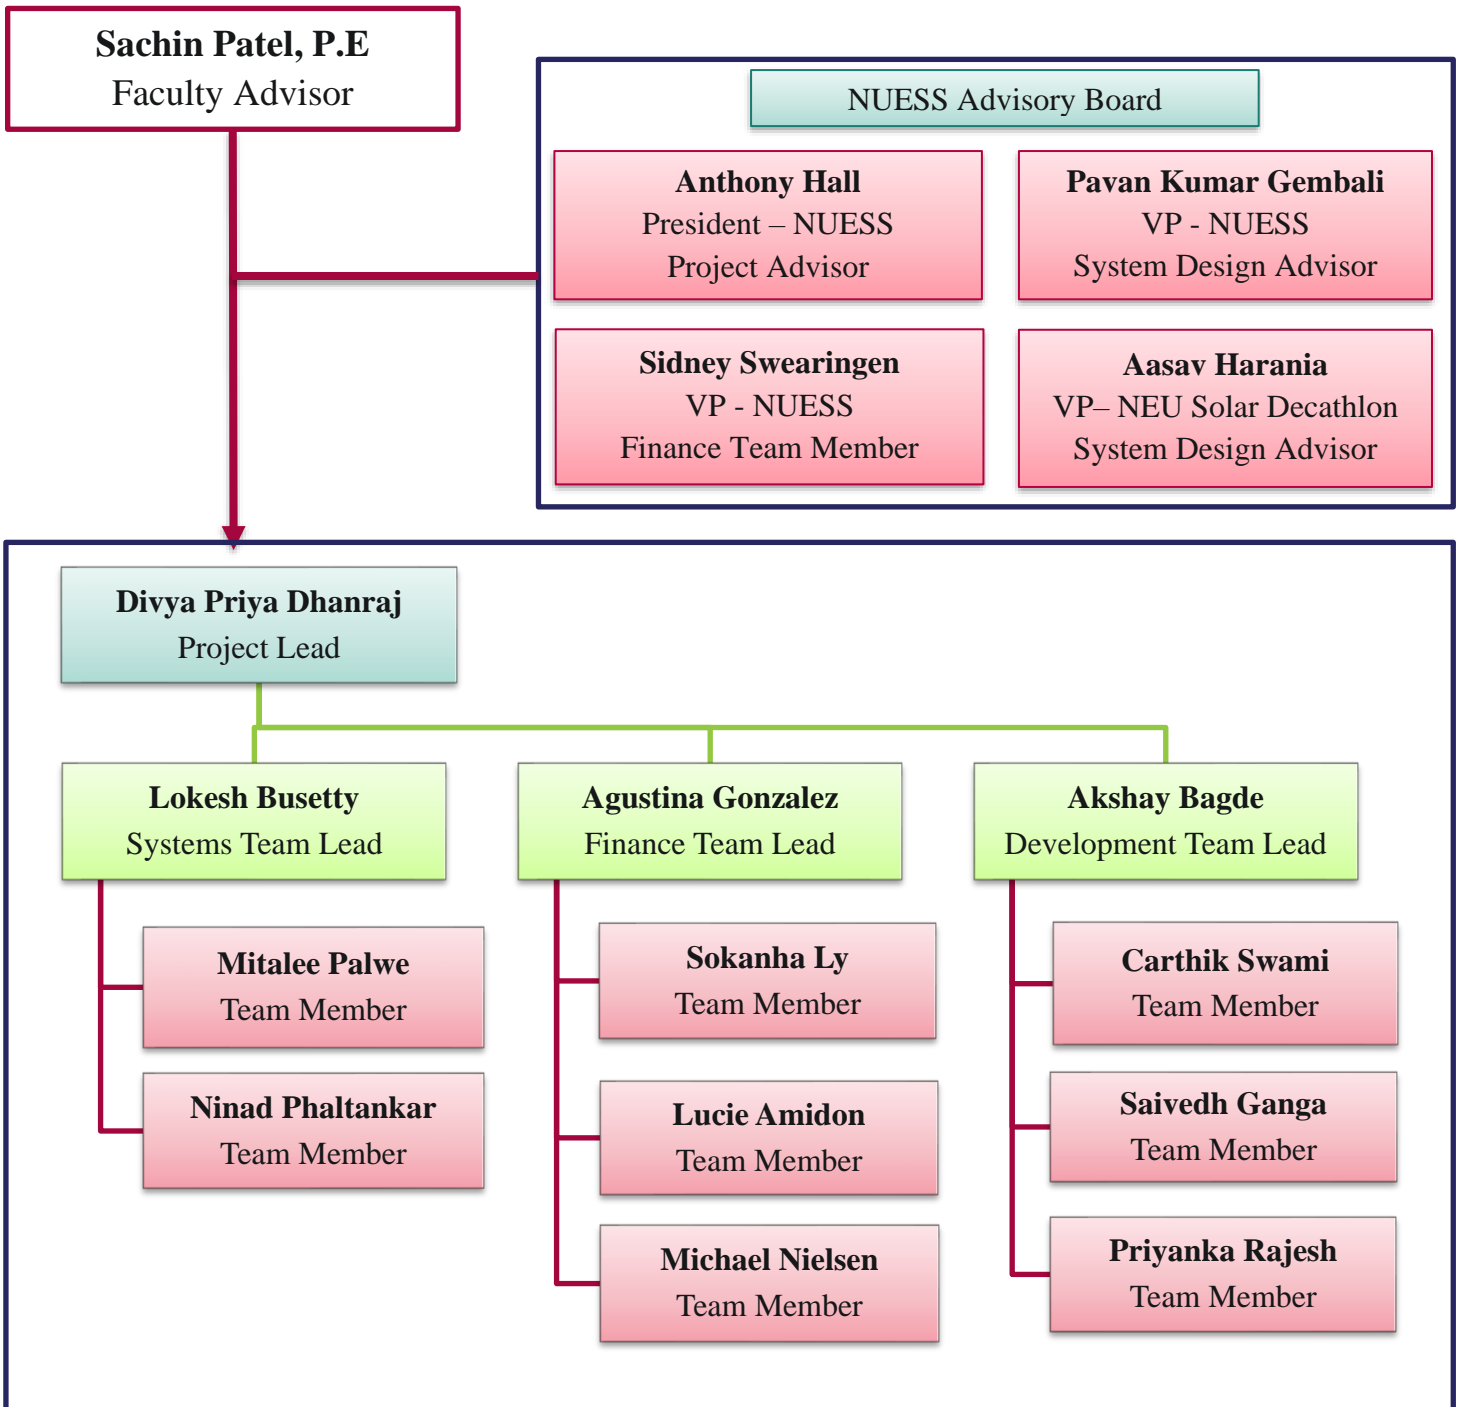 Sachin Patel, P.E
Faculty Advisor
NUESS Advisory Board
Anthony Hall
President – NUESS
Project Advisor
Pavan Kumar Gembali
VP - NUESS
System Design Advisor
Sidney Swearingen
VP - NUESS
Finance Team Member
Aasav Harania
VP– NEU Solar Decathlon
System Design Advisor
Divya Priya Dhanraj
Project Lead
Lokesh Busetty
Systems Team Lead
Mitalee Palwe
Team Member
Ninad Phaltankar
Team Member
Agustina Gonzalez
Finance Team Lead
Sokanha Ly
Team Member
Lucie Amidon
Team Member
Michael Nielsen
Team Member
Akshay Bagde
Development Team Lead
Carthik Swami
Team Member
Saivedh Ganga
Team Member
Priyanka Rajesh
Team Member